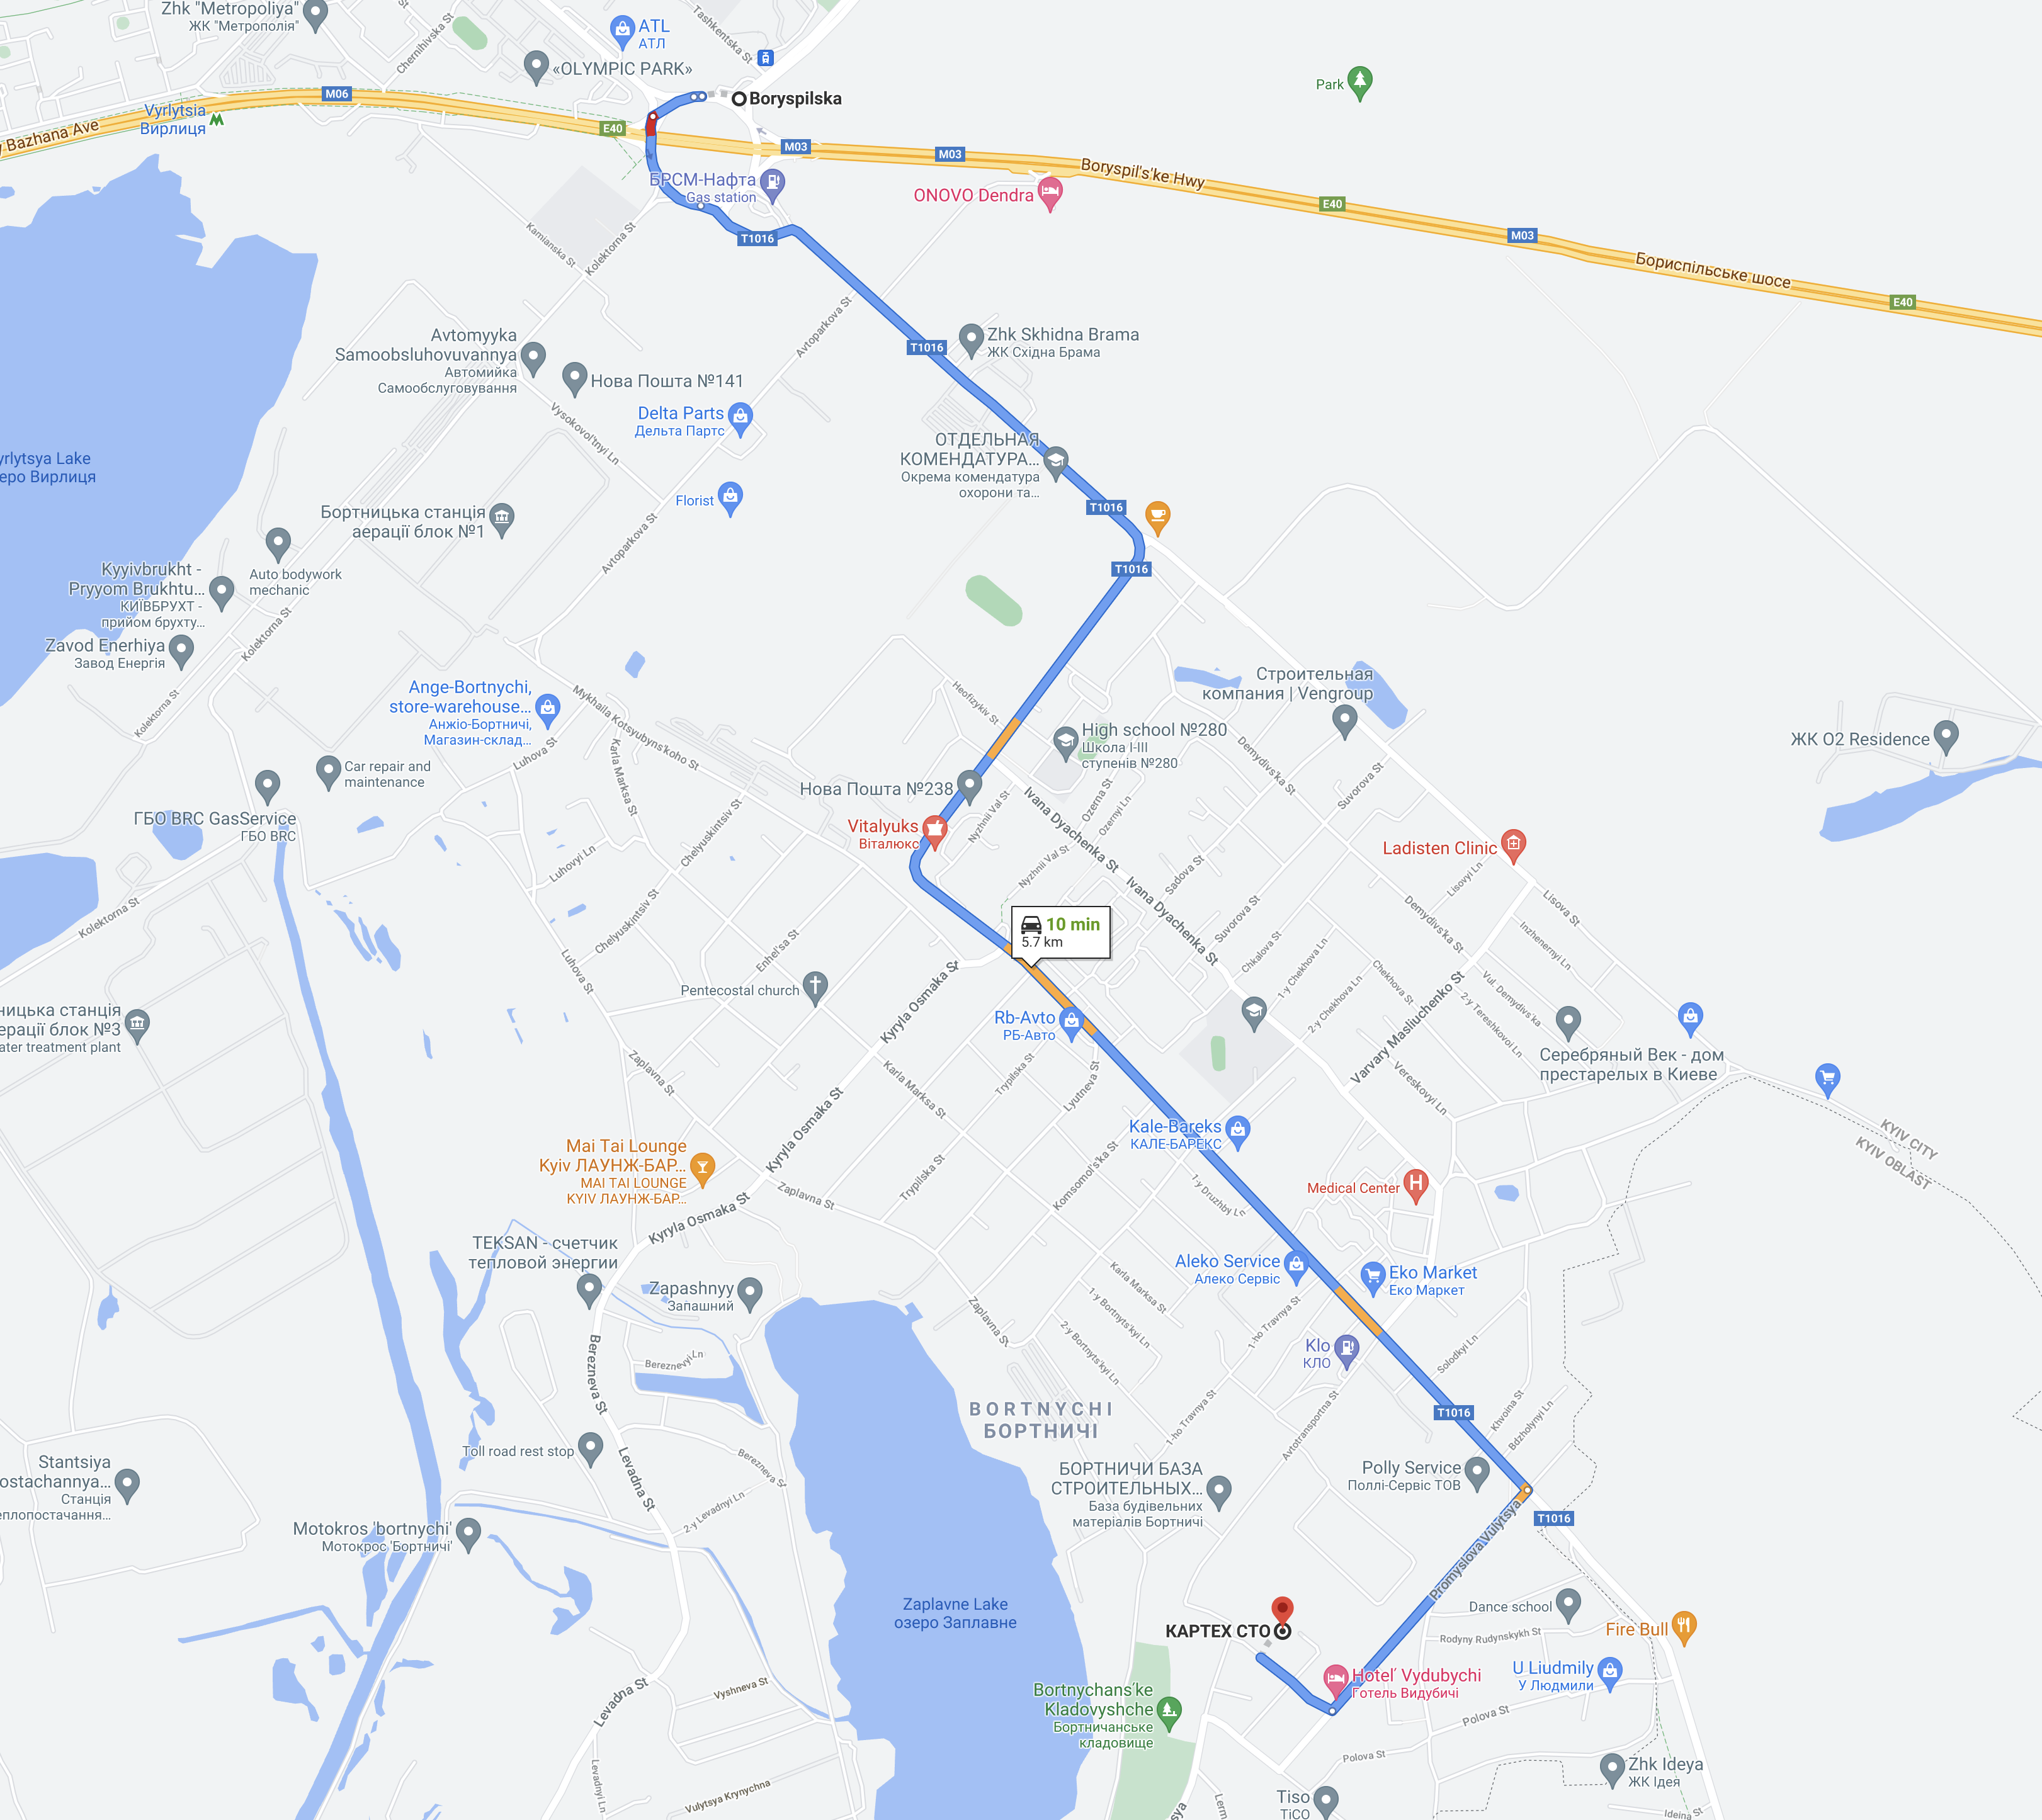 Zhk "Metropoliya"
ЖК "Метрополія"
Chernihivska St
ATL
АТЛ
Tashkentska St
«OLYMPIC PARK»
Boryspilska
Park
Vyrlytsia
Вирлиця
M06
Bazhana Ave
E40
M03
M03
Boryspil's'ke Hwy
БРСМ-Нафта
Gas station
ONOVO Dendra
E40
M03
Бориспільське шосе
E40
T1016
Kamianska St
Kolektorna St
Avtoparkova St
Avtomyyka
Samoobsluhovuvannya
Автомийка
Самообслуговування
Нова Пошта №141
T1016
Zhk Skhidna Brama
ЖК Східна Брама
Vysokovol'tnyi Ln
Delta Parts
Дельта Партс
ОТДЕЛЬНАЯ
КОМЕНДАТУРА...
Окрема комендатура
охорони та...
Florist
T1016
T1016
yrlytsya Lake
еро Вирлиця
Бортницька станція
аерації блок №1
Avtoparkova St
Auto bodywork
mechanic
Kyyivbrukht -
Pryyom Brukhtu...
КИЇВБРУХТ -
прийом брухту...
Zavod Enerhiya
Завод Енергія
Kolektorna St
Kolektorna St
Ange-Bortnychi,
store-warehouse...
Анжіо-Бортничі,
Магазин-склад...
Mykhaila Kotsyubyns'koho St
Heofizykiv St
High school №280
Школа І-ІІІ
ступенів №280
Строительная
компания | Vengroup
ЖК О2 Residence
Luhova St
Karla Marksa St
Car repair and
maintenance
Нова Пошта №238
Demydivs'ka St
Suvorova St
ГБО BRC GasService
ГБО BRC
Vitalyuks
Віталюкс
Nyzhnii Val St
Ozerna St
Ozernyi Ln
Ivana Dyachenka St
Ladisten Clinic
Chelyuskintsiv St
Luhovyi Ln
Nyzhnii Val St
Sadova St
Ivana Dyachenka St
Lisovyi Ln
Lisova St
Kolektorna St
Chelyuskintsiv St
Enhel'sa St
10 min
5.7 km
Suvorova St
Demydivs'ka St
Inzhenernyi Ln
Luhova St
Pentecostal church
Kyryla Osmaka St
Chkalova St
1-y Chekhova Ln
2-y Chekhova Ln
Chekhova St
Varvary Masliuchenko St
Vul. Demydivs'ka
2-y Tereshkovoi Ln
ницька станція
ерації блок №3
ater treatment plant
Rb-Avto
РБ-Авто
Серебряный Век - дом
престарелых в Киеве
Zaplavna St
Karla Marksa St
Trypilska St
Lyutneva St
Vereskovyi Ln
Kyryla Osmaka St
Kale-Bareks
КАЛЕ-БАРЕКС
KYIV CITY
KYIV OBLAST
Mai Tai Lounge
Kyiv ЛАУНЖ-БАР...
MAI TAI LOUNGE
KYIV ЛАУНЖ-БАР...
Trypilska St
Komsomol's'ka St
1-y Druzhby Ln
Medical Center
Zaplavna St
Kyryla Osmaka St
TEKSAN - счетчик
тепловой энергии
Zapashnyy
Запашний
Aleko Service
Алеко Сервіс
Eko Market
Еко Маркет
Karla Marksa St
1-y Bortnyts'kyi Ln
2-y Bortnyts'kyi Ln
Zaplavna St
1-ho Travnya St
Klo
КЛО
Solodkyi Ln
Berezneva St
Bereznevyi Ln
BORTNYCHI
БОРТНИЧІ
1-ho Travnya St
Avtotransportna St
T1016
Khvoina St
Bdzholynyi Ln
Toll road rest stop
Levadna St
Berezneva St
2-y Levadnyi Ln
Stantsiya
ostachannya...
Станція
еплопостачання...
БОРТНИЧИ БАЗА
СТРОИТЕЛЬНЫХ...
База будівельних
матеріалів Бортничі
Polly Service
Поллі-Сервіс ТОВ
T1016
Promyslova Vulytsya
Motokros 'bortnychi'
Мотокрос 'Бортничі'
Zaplavne Lake
озеро Заплавне
КАРТЕХ СТО
Dance school
Rodyny Rudynskykh St
Fire Bull
Hotel' Vydubychi
Готель Видубичі
U Liudmily
У Людмили
Bortnychans'ke
Kladovyshche
Бортничанське
кладовище
Polova St
Polova St
Levadna St
Vyshneva St
Levadnyi Ln
Vulytsya Krynychna
Zhk Ideya
ЖК Ідея
Tiso
ТіСО
Ideina St